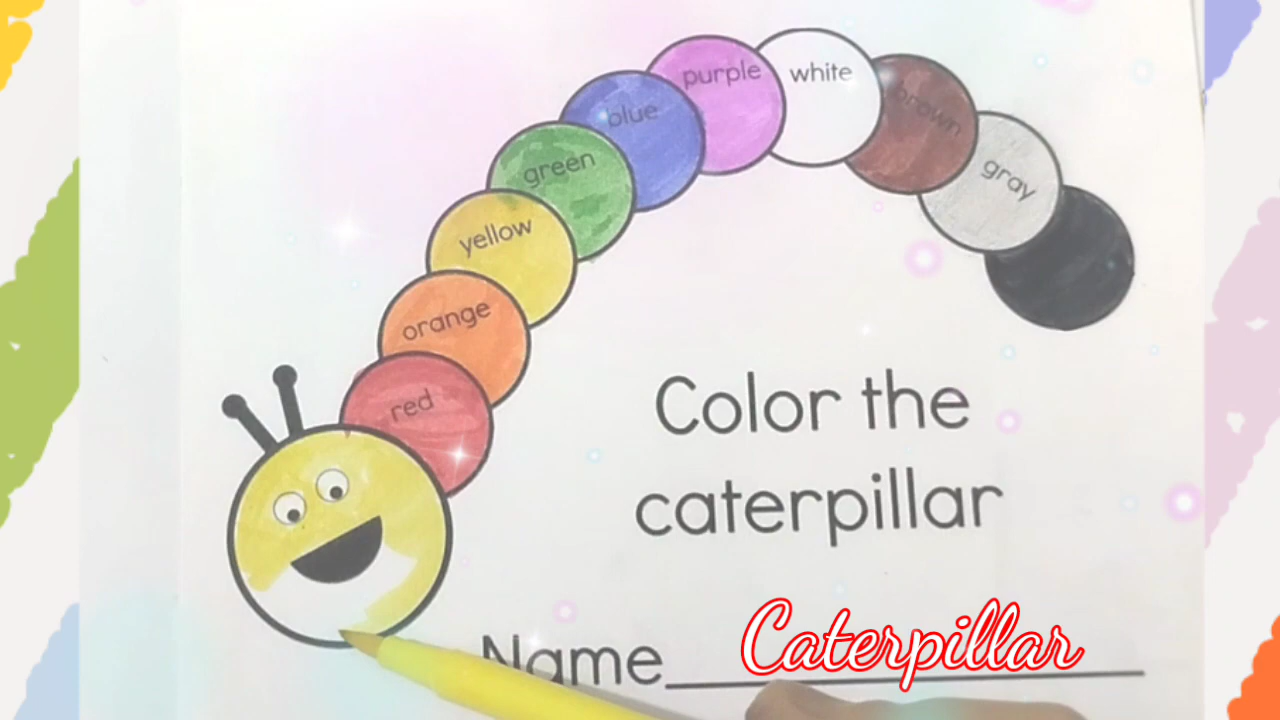 purple
white
brown
blue
green
gray
yellow
orange
red
Color the
caterpillar
Name
Caterpillar